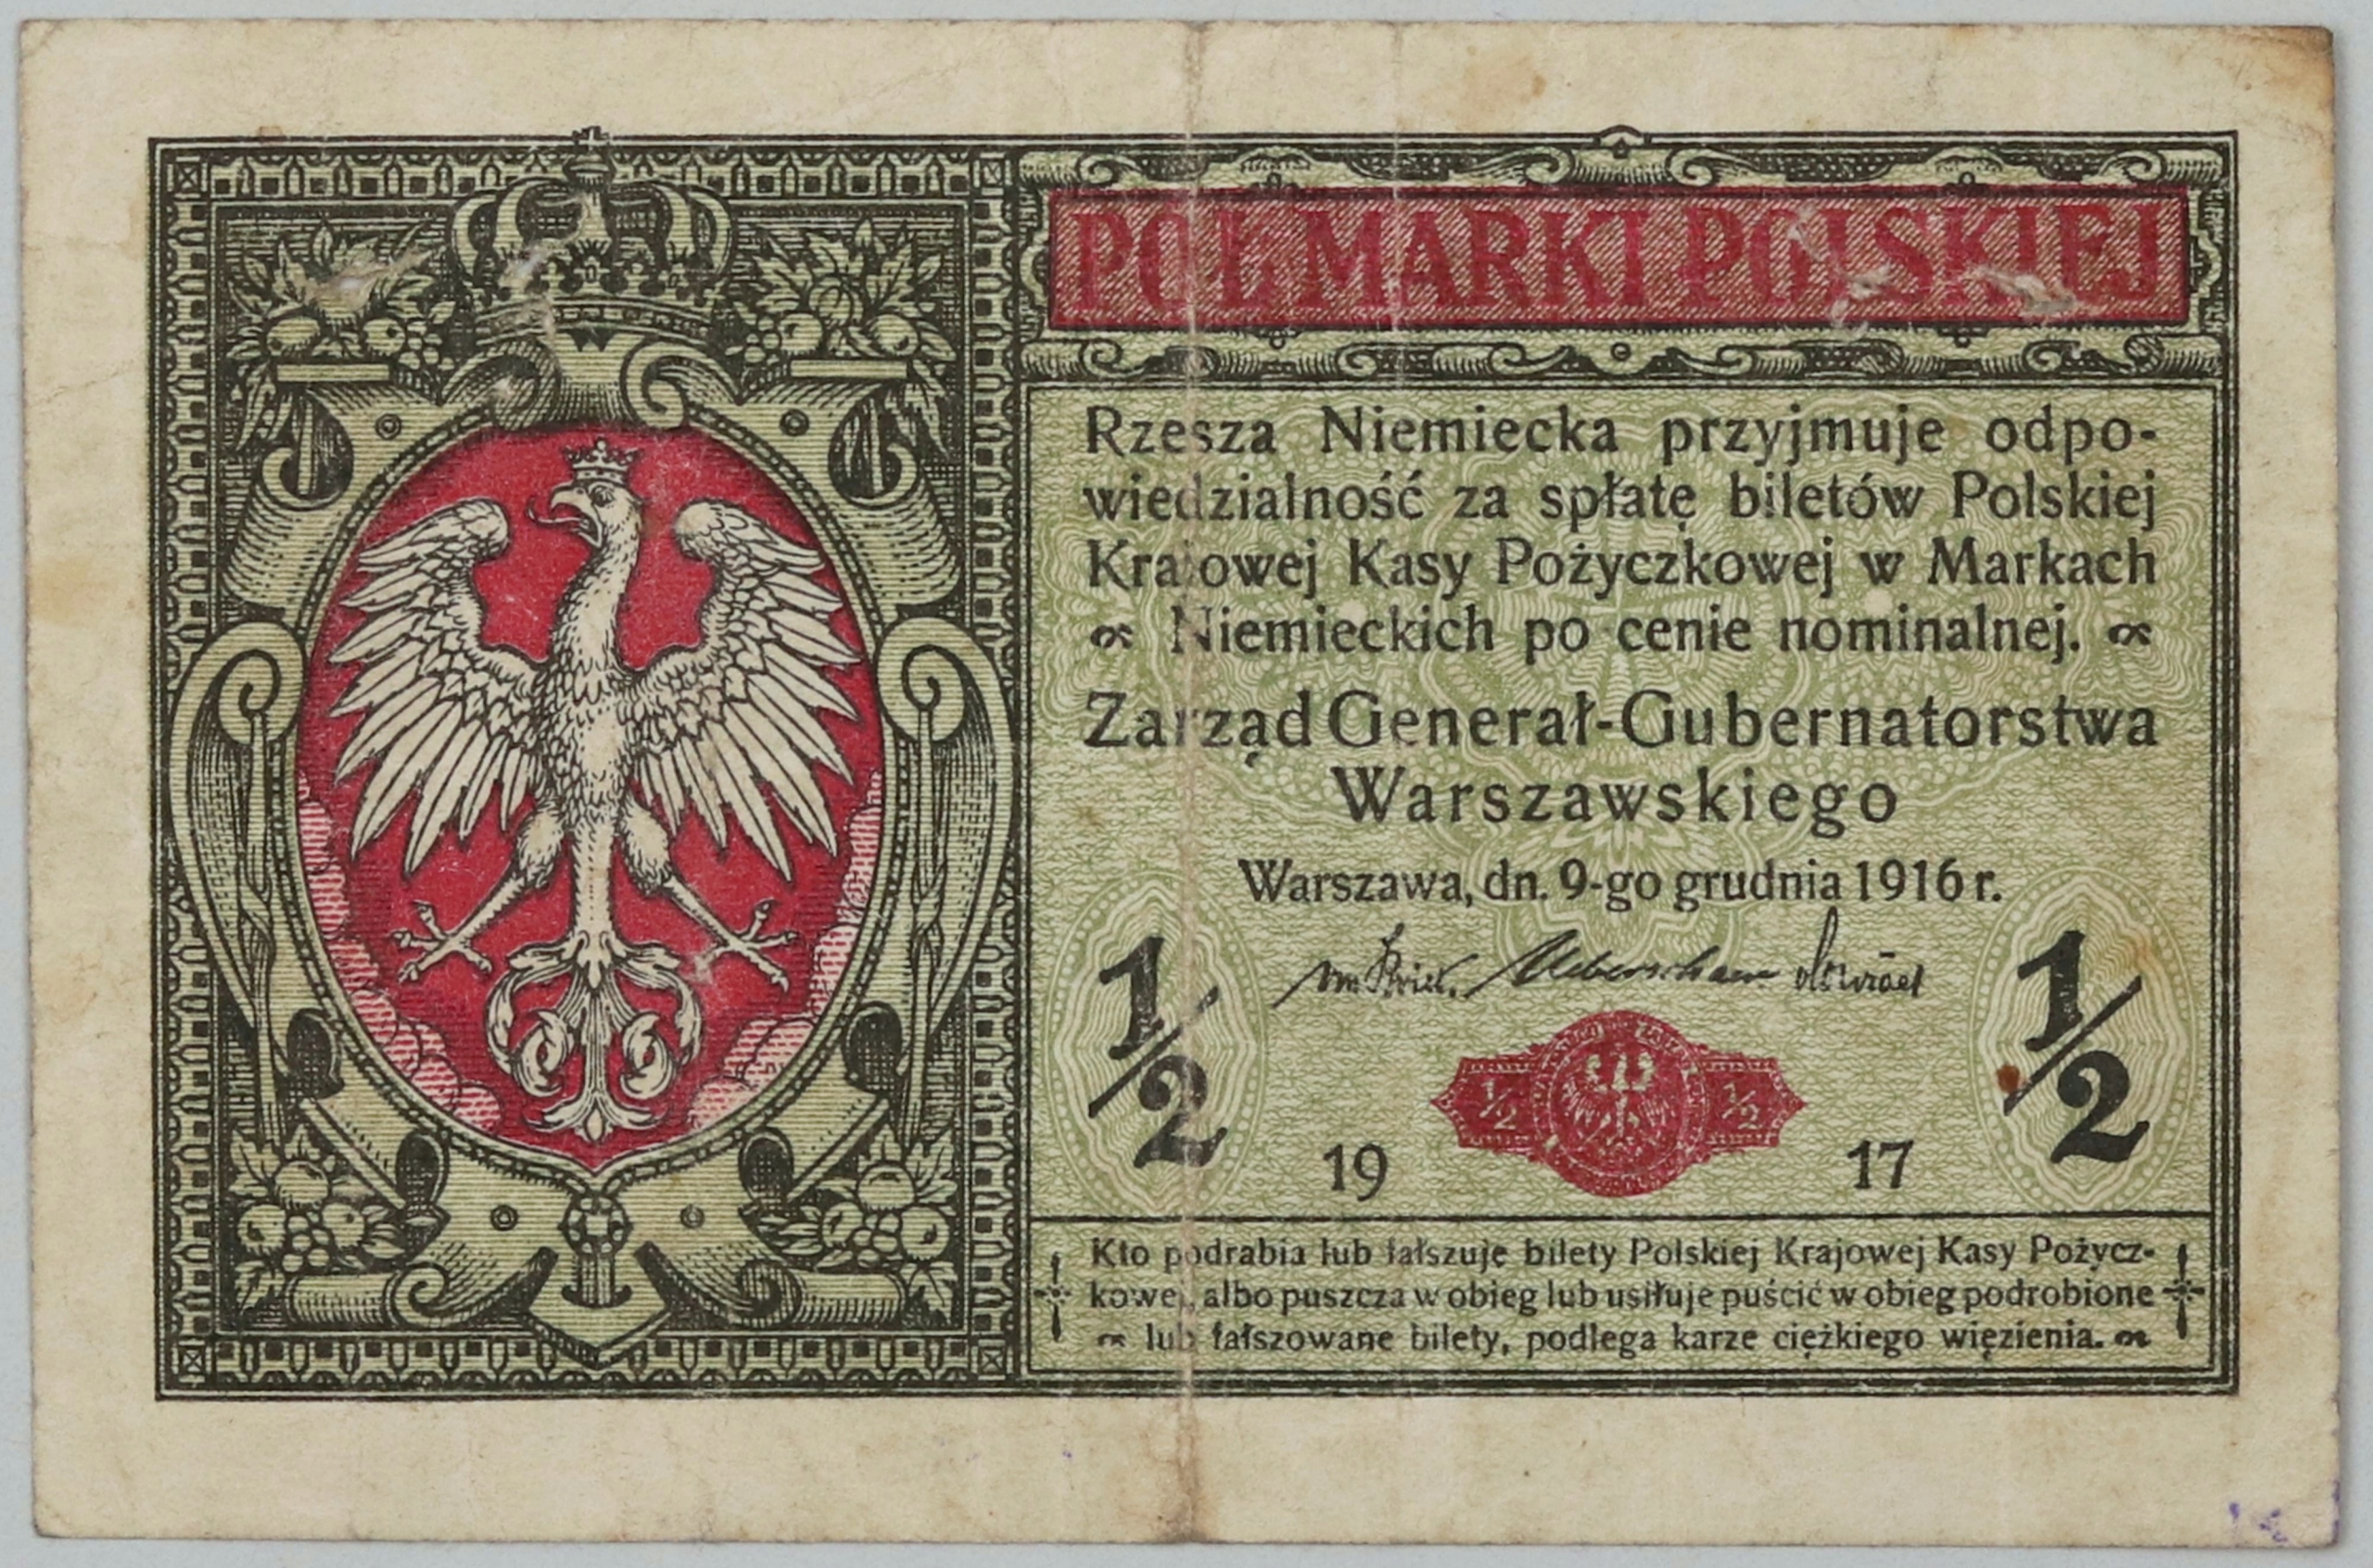 PÓŁ MARKI POLSKIEJ
Rzesza Niemiecka przyjmuje odpo-
wiedzialność za spłatę biletów Polskiej
Krajowej Kasy Pożyczkowej w Markach
Niemieckich po cenie nominalnej.
Zarząd Generał-Gubernatorstwa
Warszawskiego
Warszawa, dn. 9-go grudnia 1916 r.
1/2 1/2 1/2 1/2
19 17
Kto podrabia lub fałszuje bilety Polskiej Krajowej Kasy Pożycz-
kowej, albo puszcza w obieg lub usiłuje puścić w obieg podrobione
lub fałszowane bilety, podlega karze ciężkiego więzienia.